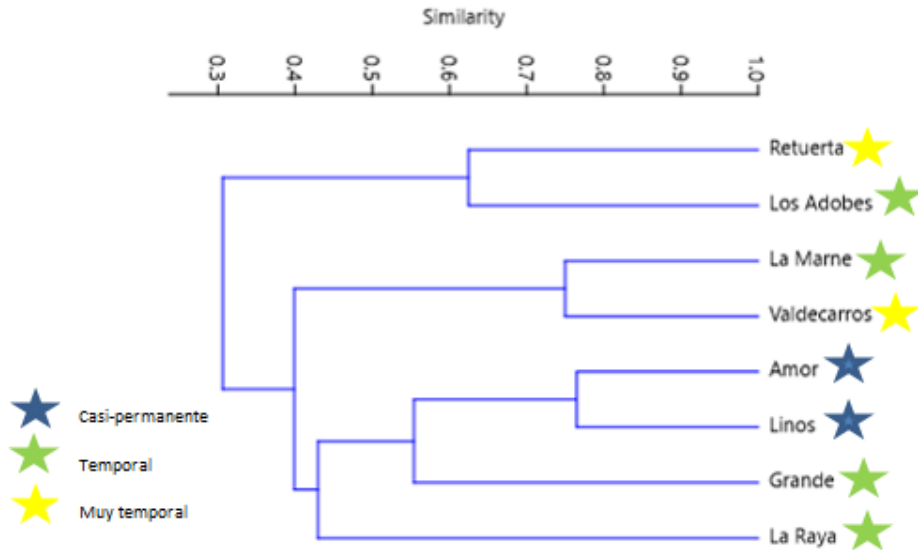 Similarity
0.3 0.4 0.5 0.6 0.7 0.8 0.9 1.0
Retuerta
Los Adobes
La Marne
Valdecarros
Amor
Linos
Grande
La Raya
Casi-permanente
Temporal
Muy temporal